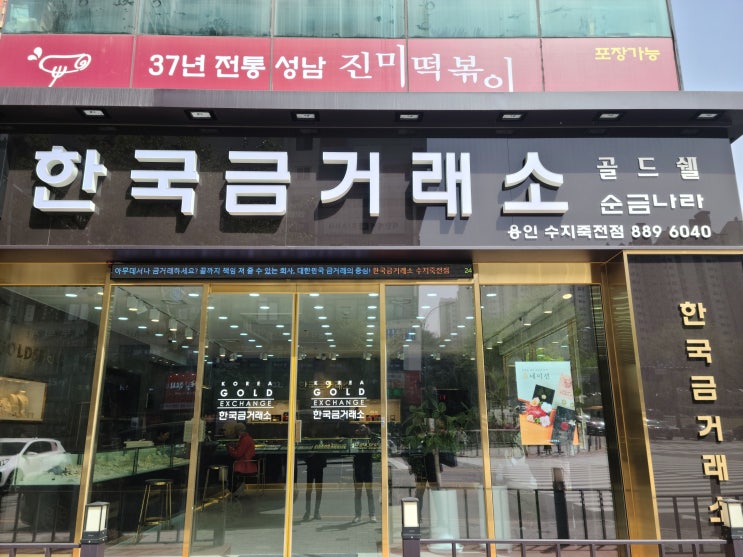 37년 전통 성남 진미떡볶이
포장가능
한국금거래소
골드쉘
순금나라
용인 수지죽전점 889 6040
아무데서나 금거래하세요? 끝까지 책임 져 줄 수 있는 회사, 대한민국 금거래의 중심! 한국금거래소 수지죽전점
24
KOREA
GOLD
EXCHANGE
한국금거래소
KOREA
GOLD
EXCHANGE
한국금거래소
한국금거래소